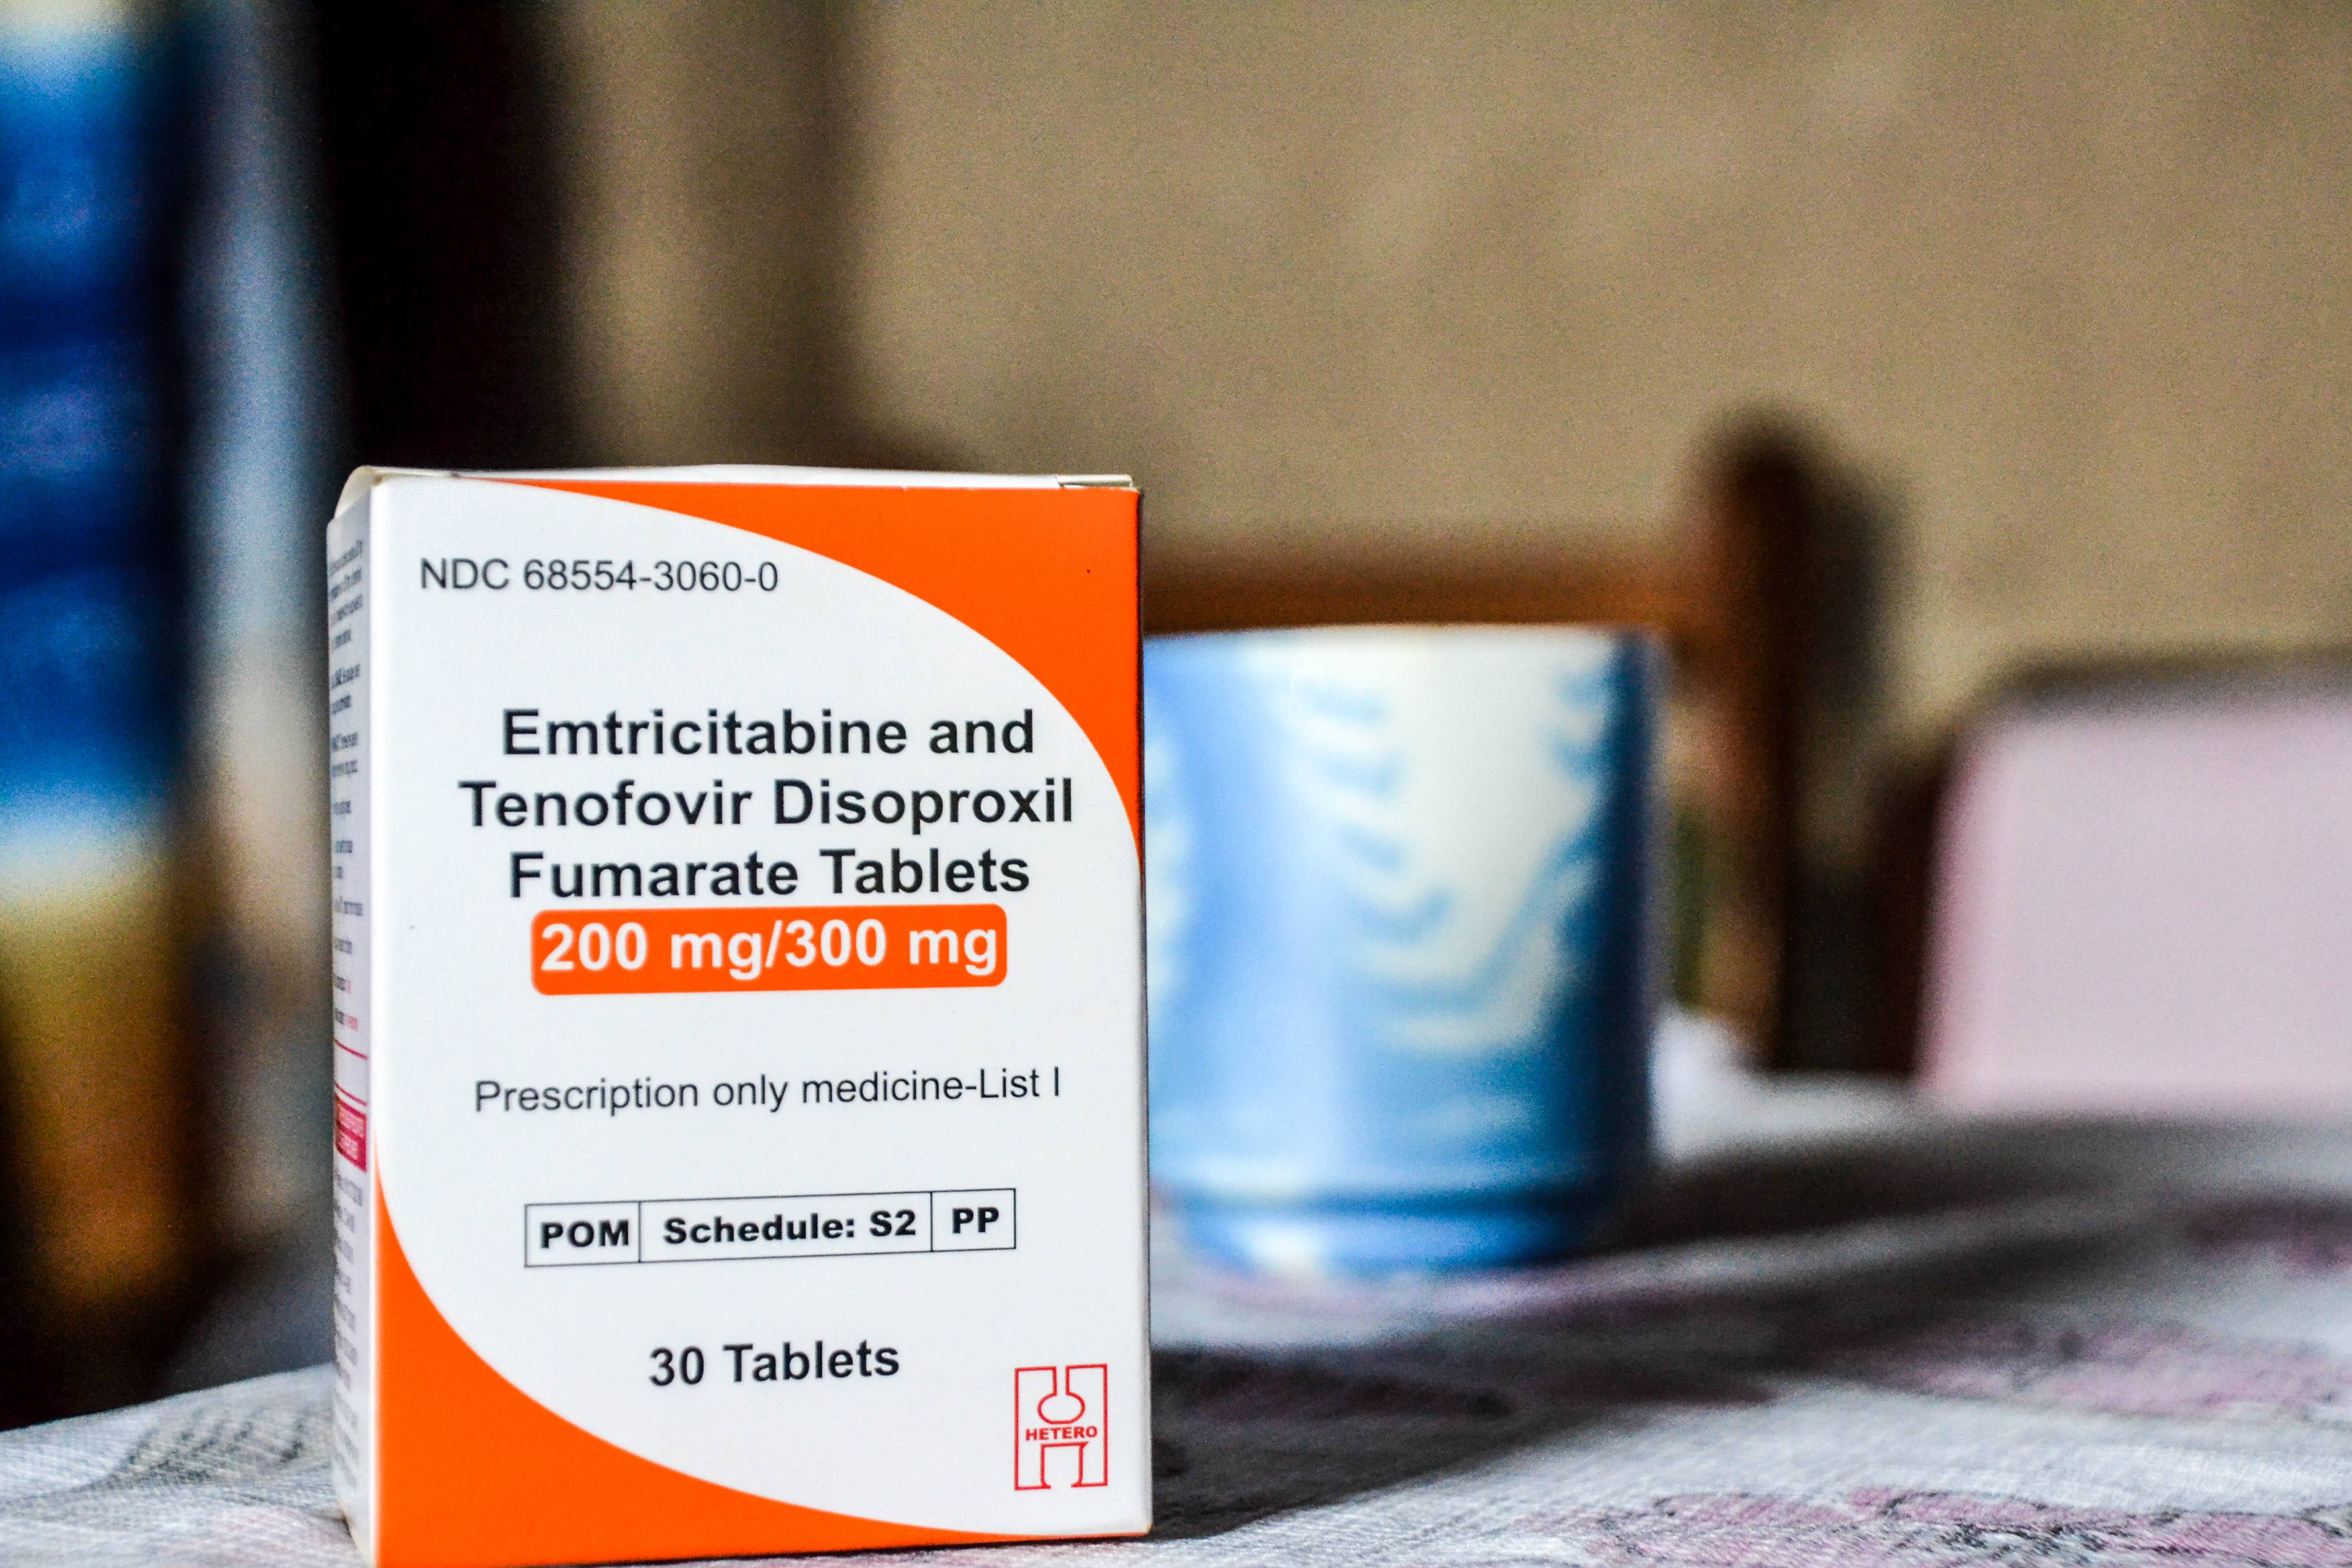 NDC 68554-3060-0
Emtricitabine and
Tenofovir Disoproxil
Fumarate Tablets
200 mg/300 mg
Prescription only medicine-List I
POM Schedule: S2 PP
30 Tablets
HETERO